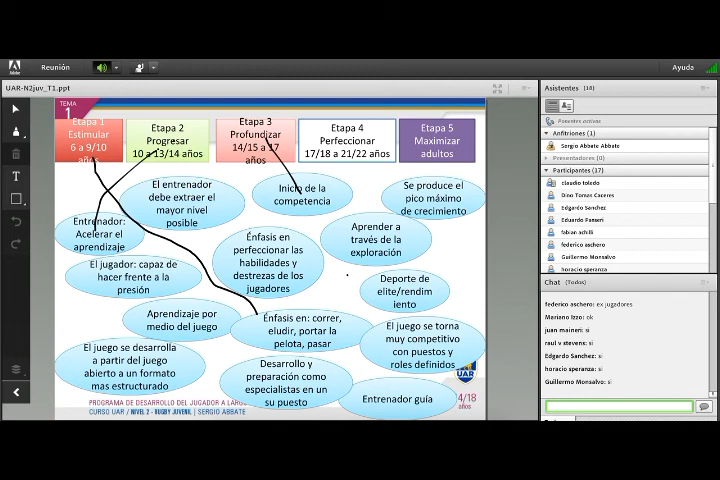 Reunión
Ayuda
UAR-N2juv_T1.ppt
TEMA
1
Etapa 1
Estimular
6 a 9/10
años
Etapa 2
Progresar
10 a 13/14 años
Etapa 3
Profundizar
14/15 a 17
años
Etapa 4
Perfeccionar
17/18 a 21/22 años
Etapa 5
Maximizar
adultos
El entrenador
debe extraer el
mayor nivel
posible
Inicio de la
competencia
Se produce el
pico máximo
de crecimiento
Entrenador:
Acelerar el
aprendizaje
Énfasis en
perfeccionar las
habilidades y
destrezas de los
jugadores
Aprender a
través de la
exploración
El jugador: capaz de
hacer frente a la
presión
Deporte de
elite/rendim
iento
Aprendizaje por
medio del juego
Énfasis en: correr,
eludir, portar la
pelota, pasar
El juego se torna
muy competitivo
con puestos y
roles definidos
El juego se desarrolla
a partir del juego
abierto a un formato
mas estructurado
Desarrollo y
preparación como
especialistas en un
su puesto
Entrenador guía
UAR
PROGRAMA DE DESARROLLO DEL JUGADOR A LARG
4/18
años
CURSO UAR / NIVEL 2 - RUGBY JUVENIL | SERGIO ABBATE
Asistentes (18)
Ponentes activos
Anfitriones (1)
Sergio Abbate Abbate
Presentadores (0)
Participantes (17)
claudio toledo
Dino Tomas Caceres
Edgardo Sanchez
Eduardo Fonseri
fabian achilli
federico aschero
Guillermo Monsalvo
horacio speranza
Chat (Todos)
federico aschero: ex jugadores
Mariano Izzo: ok
juan maineri: si
raul v stevens: si
Edgardo Sanchez: si
horacio speranza: si
Guillermo Monsalvo: si